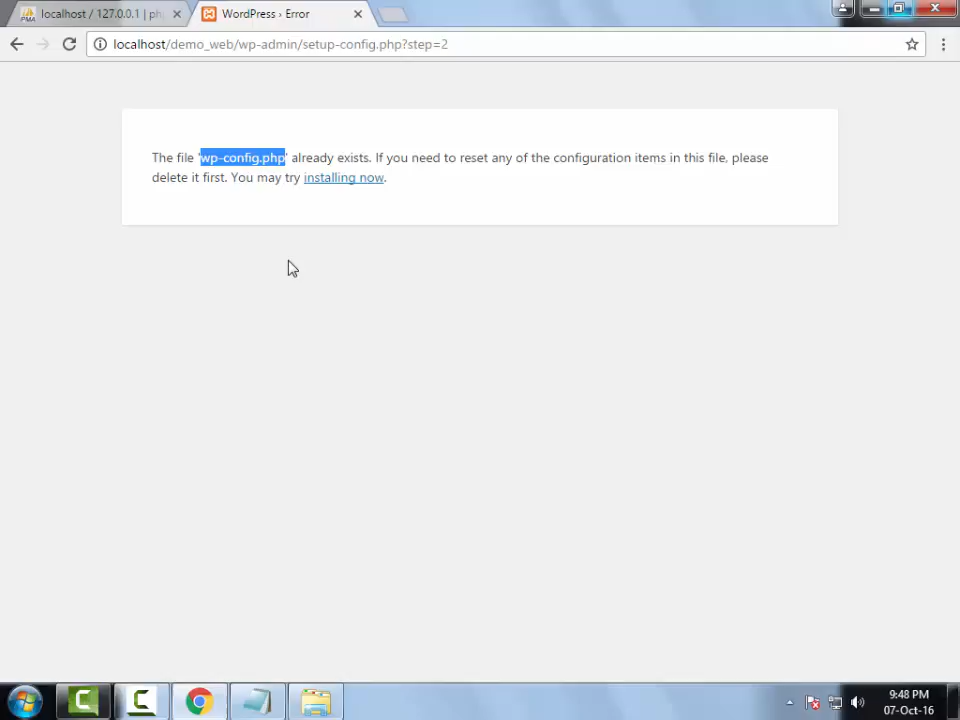 localhost / 127.0.0.1 | ph
WordPress › Error
localhost/demo_web/wp-admin/setup-config.php?step=2
The file 'wp-config.php' already exists. If you need to reset any of the configuration items in this file, please
delete it first. You may try installing now.
9:48 PM
07-Oct-16